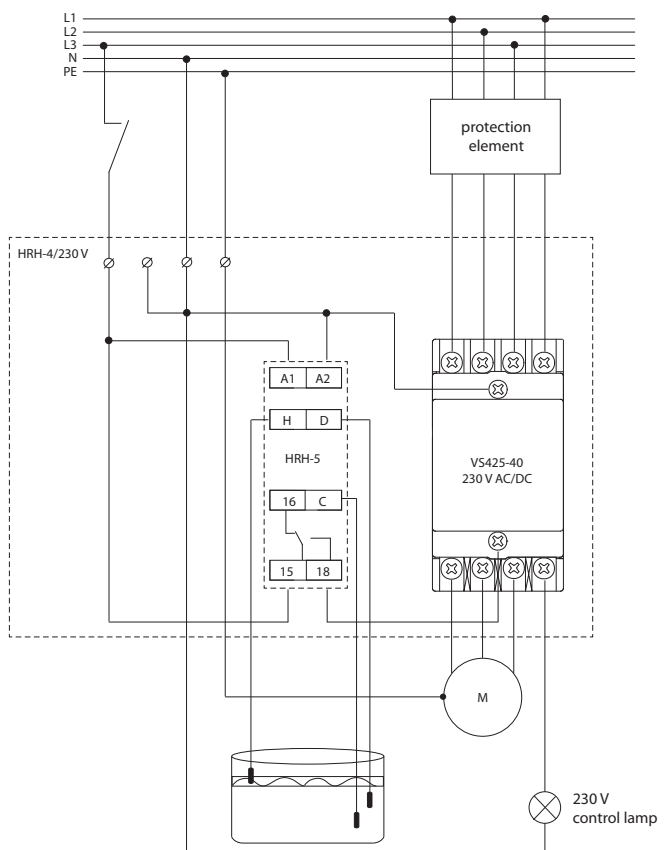 L1
L2
L3
N
PE
protection
element
HRH-4/230 V
A1 A2
H D
HRH-5
VS425-40
230 V AC/DC
16 C
15 18
M
230 V
control lamp